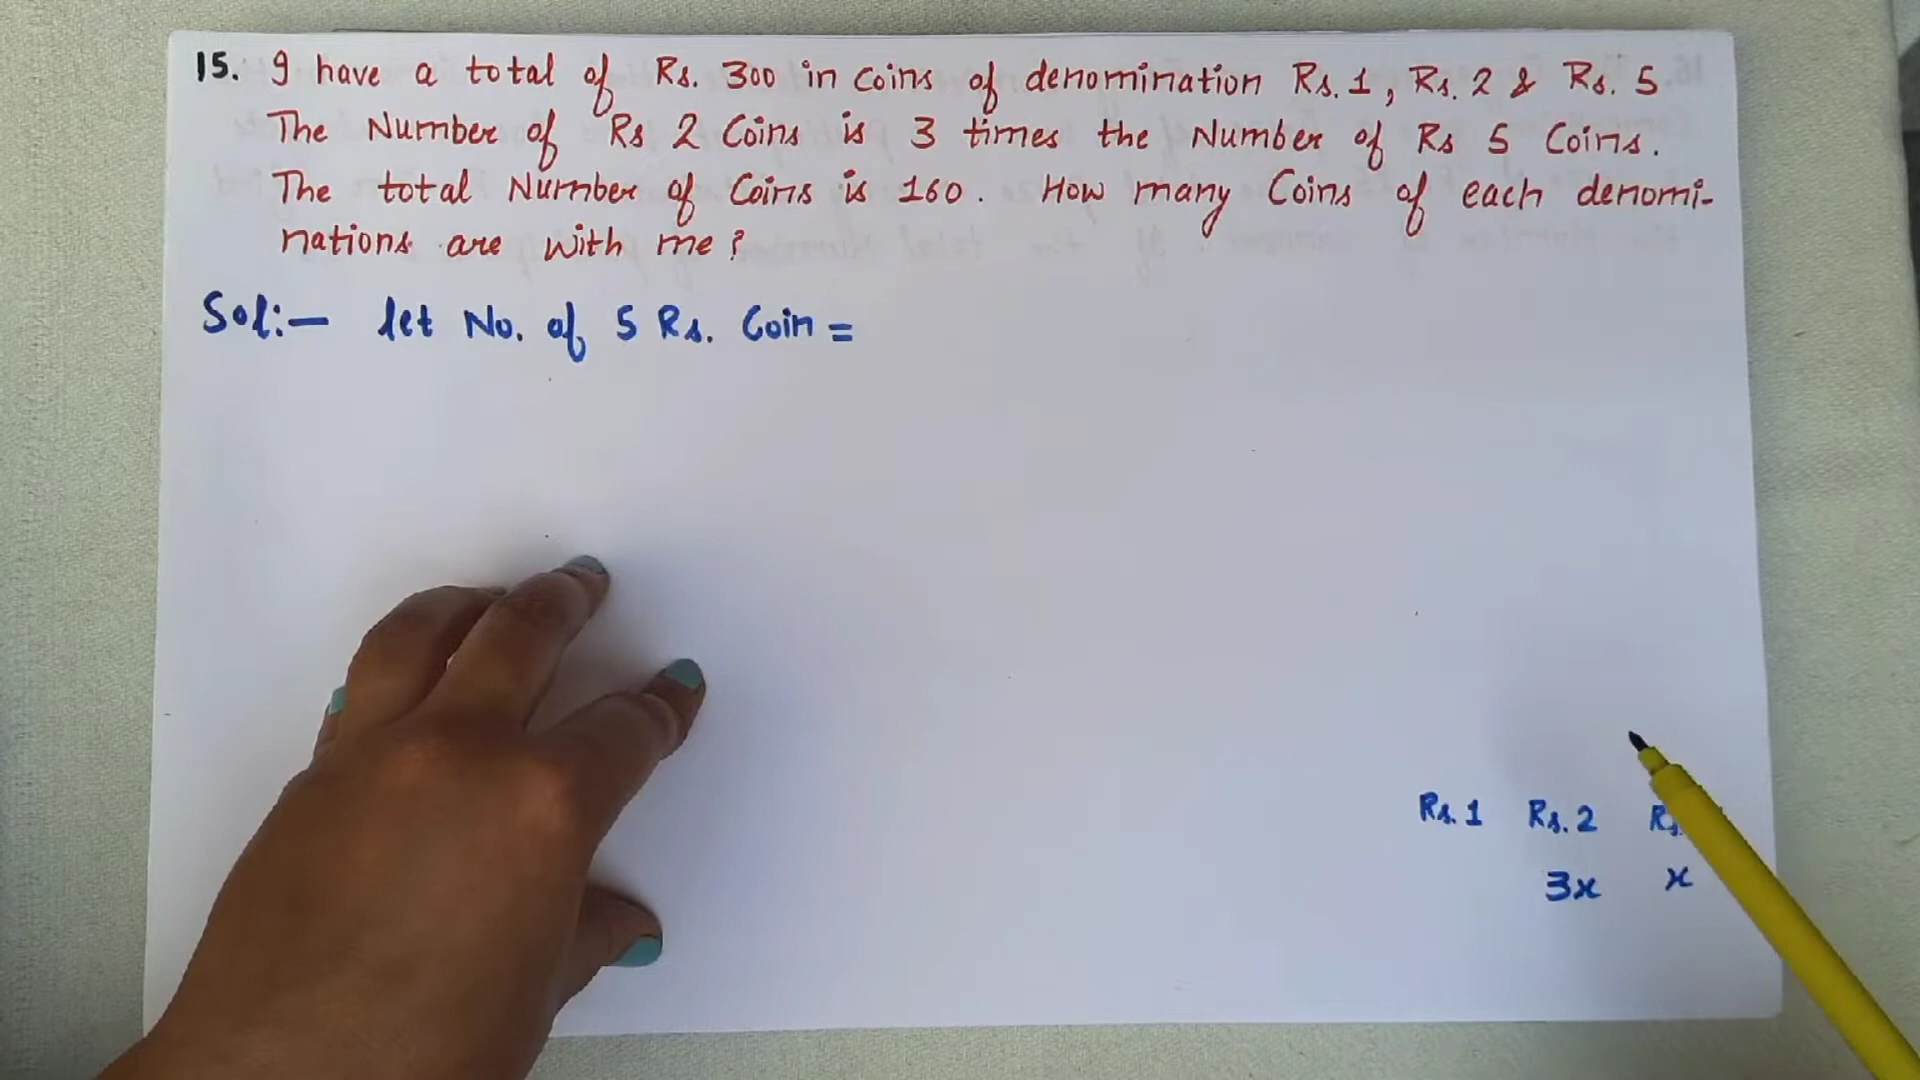 15. I have a total of Rs. 300 in coins of denomination Rs. 1, Rs. 2 & Rs. 5
The Number of Rs 2 Coins is 3 times the Number of Rs 5 Coins.
The total Number of Coins is 160. How many Coins of each denomi-
nations are with me?
Sol:- let No. of 5 Rs. Coin =
Rs. 1 Rs. 2 Rs.
3x x